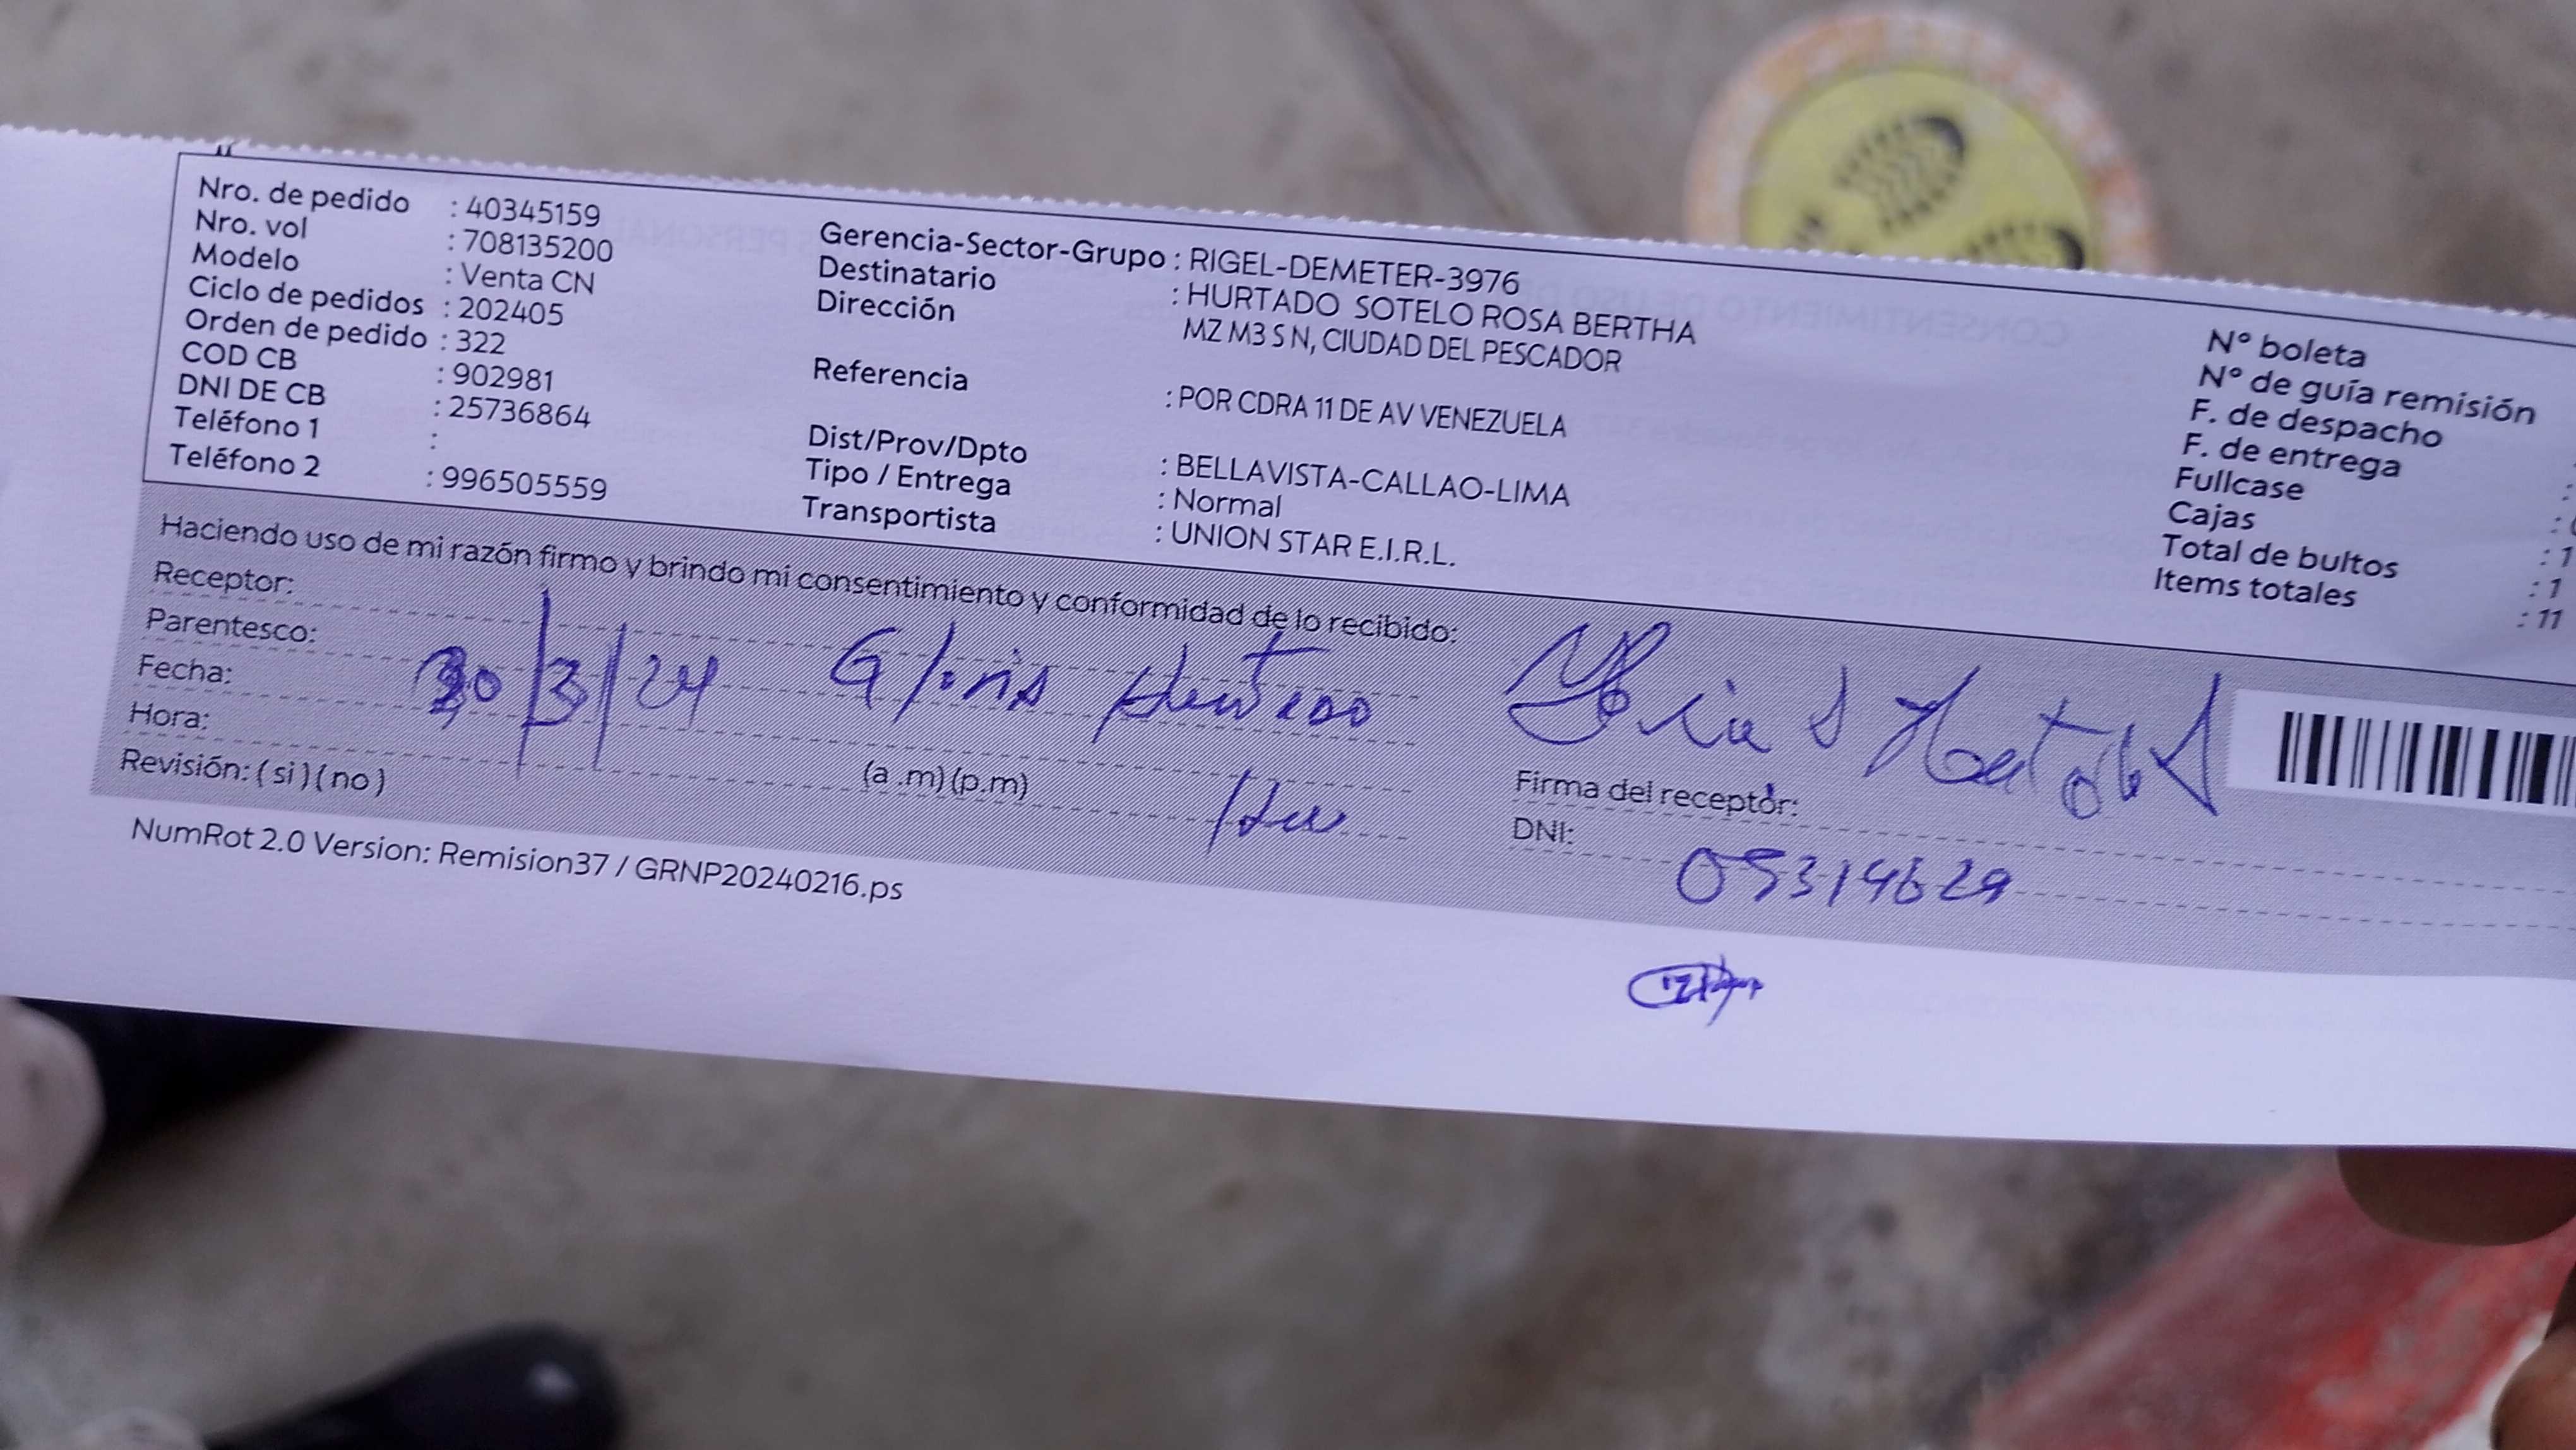 Nro. de pedido : 40345159
Nro. vol : 708135200
Modelo : Venta CN
Ciclo de pedidos : 202405
Orden de pedido : 322
COD CB : 902981
DNI DE CB : 25736864
Teléfono 1 :
Teléfono 2 : 996505559
Gerencia-Sector-Grupo : RIGEL-DEMETER-3976
Destinatario : HURTADO SOTELO ROSA BERTHA
Dirección MZ M3 S N, CIUDAD DEL PESCADOR
Referencia : POR CDRA 11 DE AV VENEZUELA
Dist/Prov/Dpto : BELLAVISTA-CALLAO-LIMA
Tipo / Entrega : Normal
Transportista : UNION STAR E.I.R.L.
N° boleta
N° de guía remisión
F. de despacho :
F. de entrega :
Fullcase
Cajas : 1
Total de bultos : 1
Items totales : 11
Haciendo uso de mi razón firmo y brindo mi consentimiento y conformidad de lo recibido:
Receptor:
Parentesco:
Fecha: 30/3/24 Gloria Hurtado
Hora: (a .m) (p.m)
Revisión: ( si ) ( no )
Firma del receptor:
DNI: 09314629
NumRot 2.0 Version: Remision37 / GRNP20240216.ps